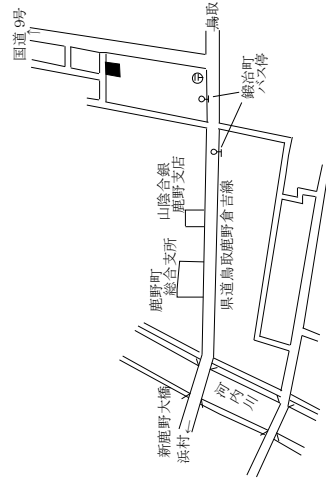 国道9号
↑
鳥取
鍛治町
バス停
山陰合銀
鹿野支店
鹿野町
総合支所
県道鳥取鹿野倉吉線
新鹿野大橋
浜村←
河内川